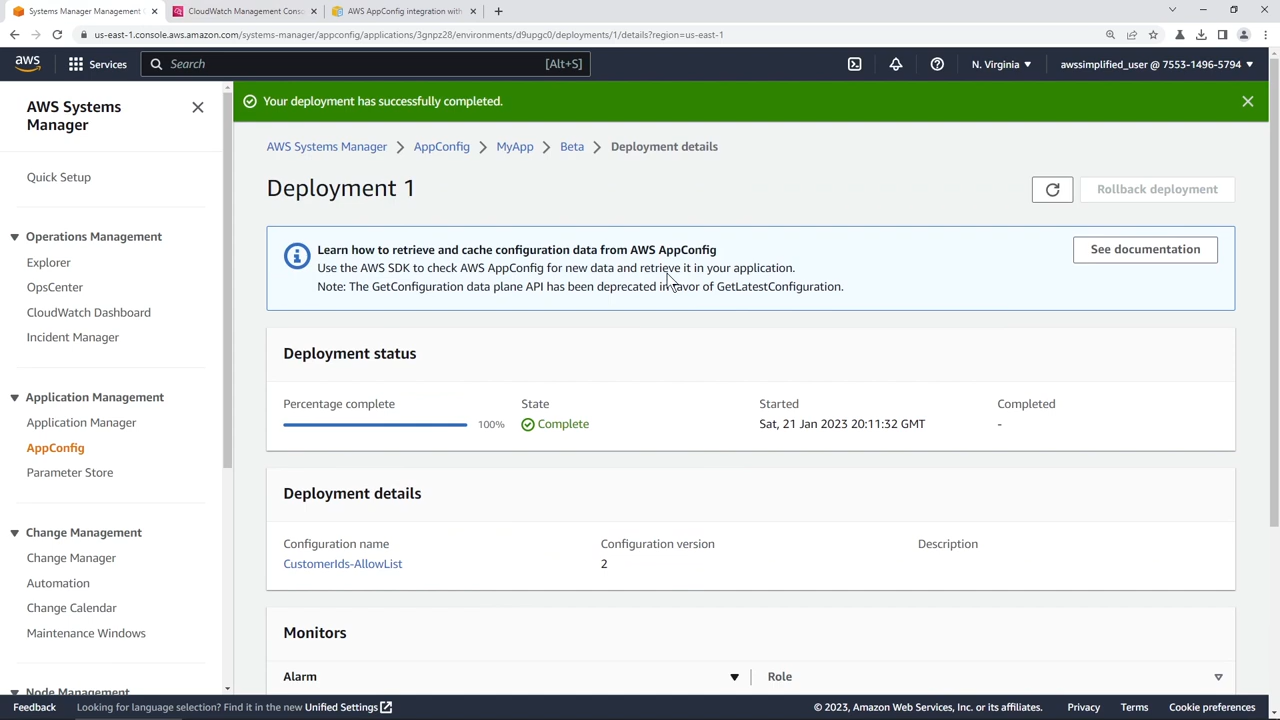 Systems Manager Management
CloudWatch Management Conso
AWS AppConfig integration with
us-east-1.console.aws.amazon.com/systems-manager/appconfig/applications/3gnpz28/environments/d9upgc0/deployments/1/details?region=us-east-1
aws
Services
Search
[Alt+S]
N. Virginia
awssimplified_user @ 7553-1496-5794
AWS Systems
Manager
Quick Setup
Operations Management
Explorer
OpsCenter
CloudWatch Dashboard
Incident Manager
Application Management
Application Manager
AppConfig
Parameter Store
Change Management
Change Manager
Automation
Change Calendar
Maintenance Windows
Node Management
Your deployment has successfully completed.
AWS Systems Manager
AppConfig
MyApp
Beta
Deployment details
Deployment 1
Rollback deployment
Learn how to retrieve and cache configuration data from AWS AppConfig
Use the AWS SDK to check AWS AppConfig for new data and retrieve it in your application.
Note: The GetConfiguration data plane API has been deprecated in favor of GetLatestConfiguration.
See documentation
Deployment status
Percentage complete
100%
State
Complete
Started
Sat, 21 Jan 2023 20:11:32 GMT
Completed
-
Deployment details
Configuration name
CustomerIds-AllowList
Configuration version
2
Description
Monitors
Alarm
Role
Feedback
Looking for language selection? Find it in the new Unified Settings
© 2023, Amazon Web Services, Inc. or its affiliates.
Privacy
Terms
Cookie preferences